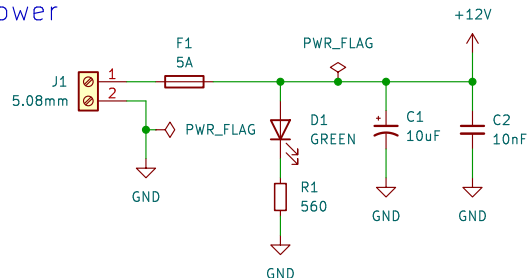 ower
+12V
F1
5A
PWR_FLAG
J1
5.08mm
1
2
PWR_FLAG
D1
GREEN
C1
10uF
C2
10nF
R1
560
GND
GND
GND
GND